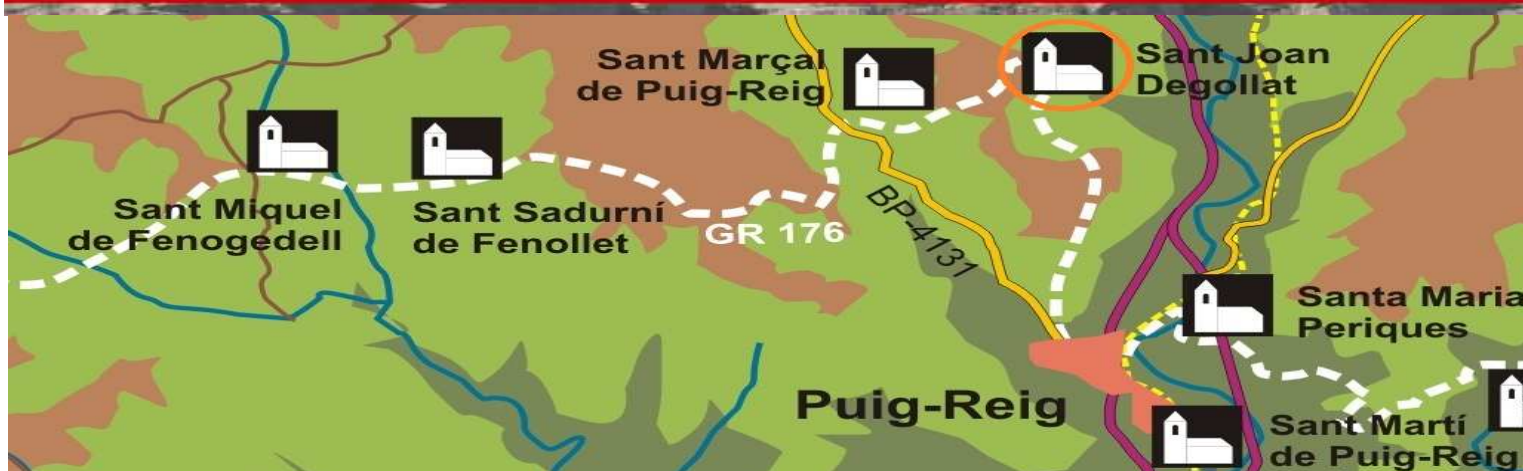 Sant Marçal
de Puig-Reig
Sant Joan
Degollat
Sant Miquel
de Fenogedell
Sant Sadurní
de Fenollet
GR 176
BP-4131
Santa Maria
Periques
Puig-Reig
Sant Martí
de Puig-Reig